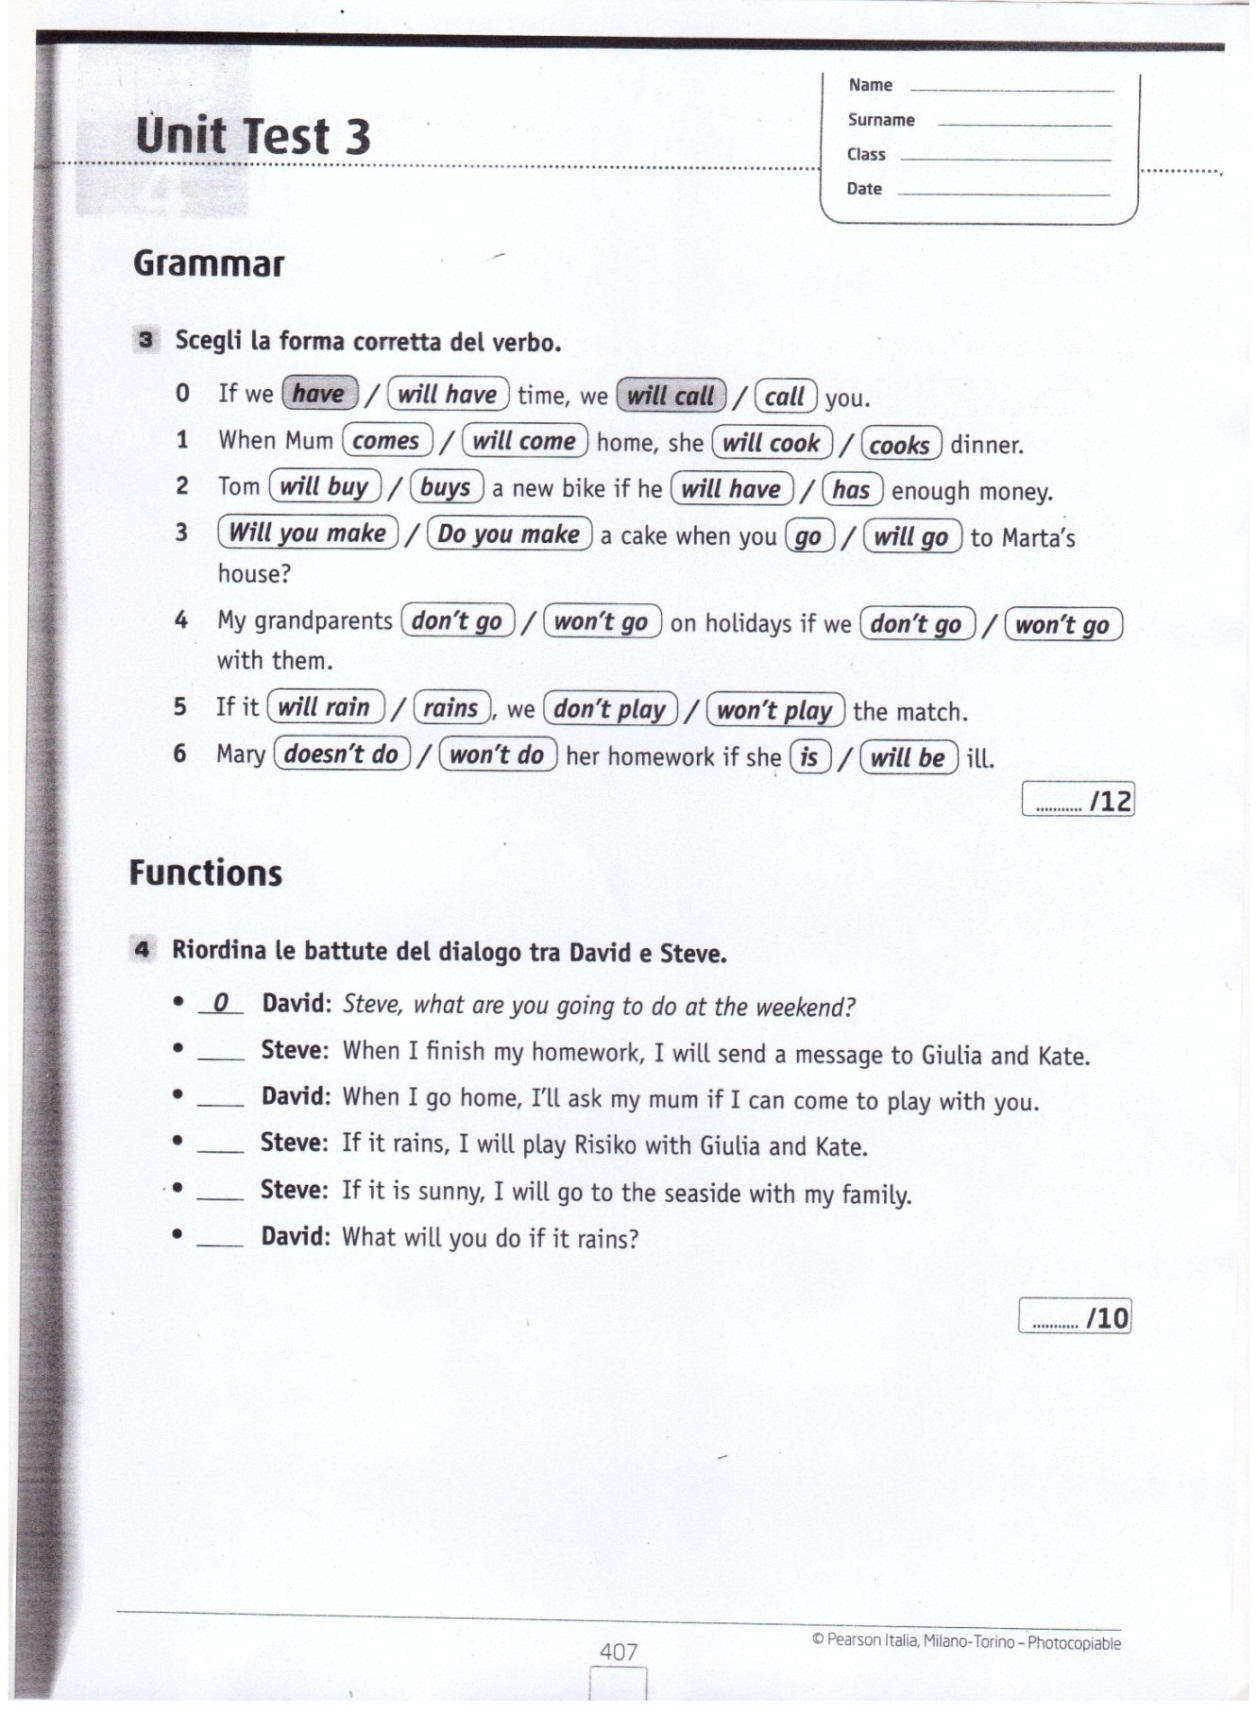 Name
Surname
Class
Date
Unit Test 3
Grammar
3 Scegli la forma corretta del verbo.
0 If we have / will have time, we will call / call you.
1 When Mum comes / will come home, she will cook / cooks dinner.
2 Tom will buy / buys a new bike if he will have / has enough money.
3 Will you make / Do you make a cake when you go / will go to Marta's
house?
4 My grandparents don't go / won't go on holidays if we don't go / won't go
with them.
5 If it will rain / rains, we don't play / won't play the match.
6 Mary doesn't do / won't do her homework if she is / will be ill.
........... /12
Functions
4 Riordina le battute del dialogo tra David e Steve.
• 0 David: Steve, what are you going to do at the weekend?
• ____ Steve: When I finish my homework, I will send a message to Giulia and Kate.
• ____ David: When I go home, I'll ask my mum if I can come to play with you.
• ____ Steve: If it rains, I will play Risiko with Giulia and Kate.
• ____ Steve: If it is sunny, I will go to the seaside with my family.
• ____ David: What will you do if it rains?
........... /10
© Pearson Italia, Milano-Torino – Photocopiable
407